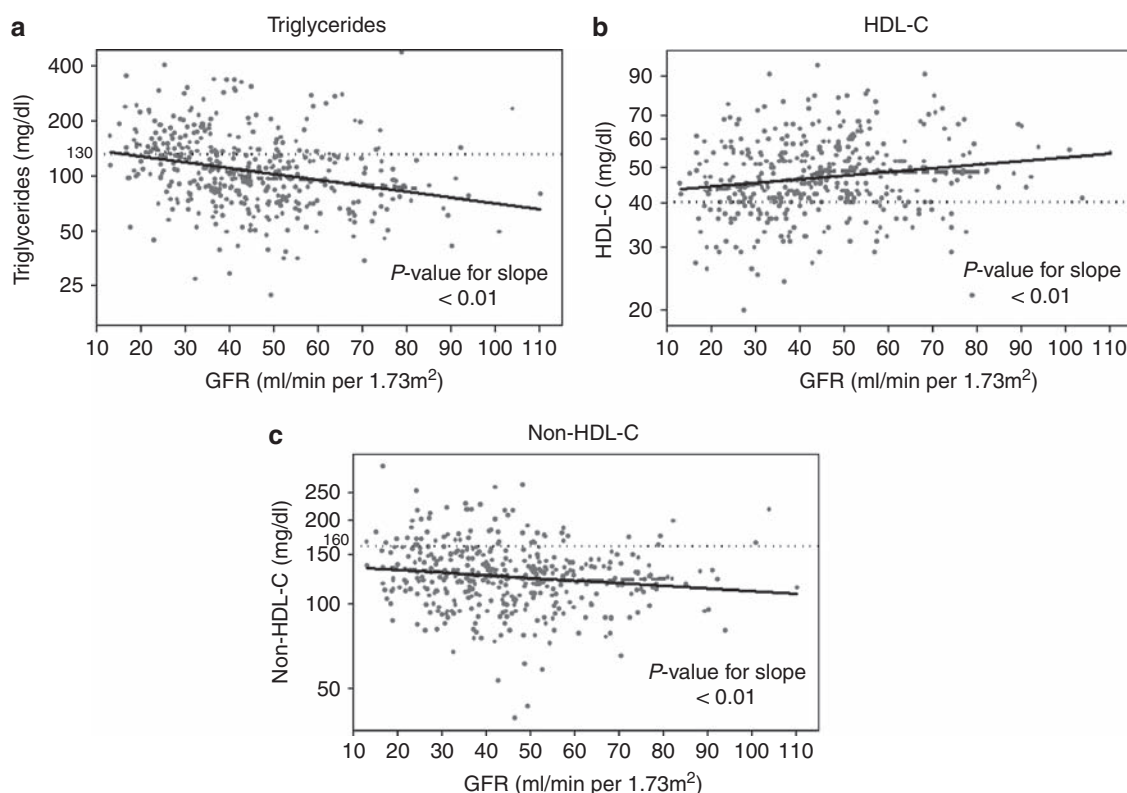 a
Triglycerides
Triglycerides (mg/dl)
400
200
130
100
50
25
P-value for slope
< 0.01
10 20 30 40 50 60 70 80 90 100 110
GFR (ml/min per 1.73m²)
b
HDL-C
HDL-C (mg/dl)
90
70
60
50
40
30
20
P-value for slope
< 0.01
10 20 30 40 50 60 70 80 90 100 110
GFR (ml/min per 1.73m²)
c
Non-HDL-C
Non-HDL-C (mg/dl)
250
200
160
150
100
50
P-value for slope
< 0.01
10 20 30 40 50 60 70 80 90 100 110
GFR (ml/min per 1.73m²)